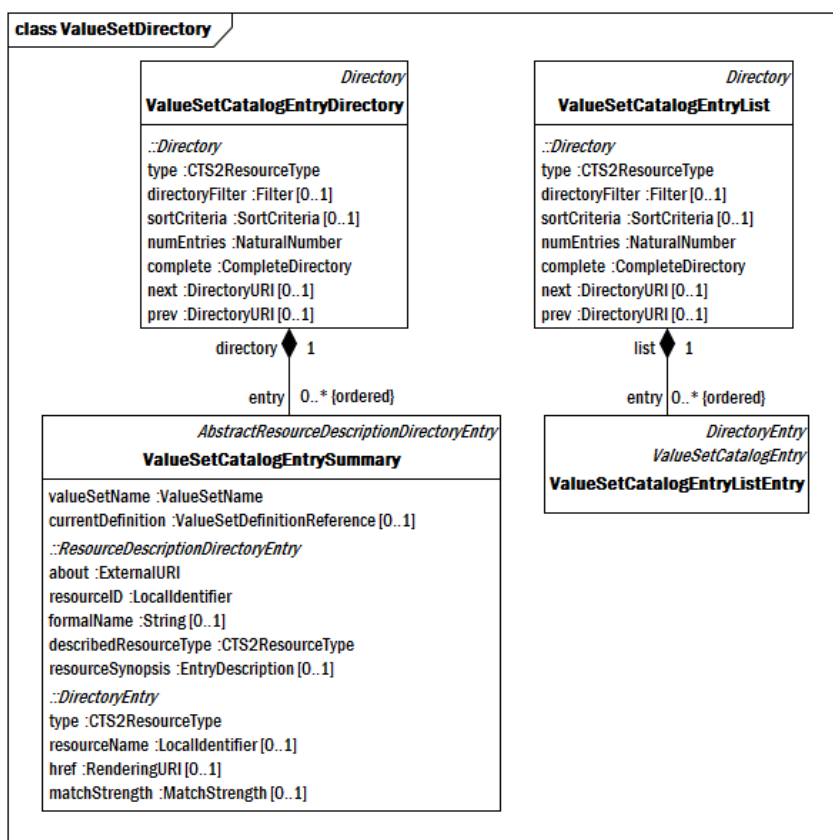 class ValueSetDirectory
Directory
ValueSetCatalogEntryDirectory
::Directory
type :CTS2ResourceType
directoryFilter :Filter [0..1]
sortCriteria :SortCriteria [0..1]
numEntries :NaturalNumber
complete :CompleteDirectory
next :DirectoryURI [0..1]
prev :DirectoryURI [0..1]
directory 1
entry 0..* {ordered}
AbstractResourceDescriptionDirectoryEntry
ValueSetCatalogEntrySummary
valueSetName :ValueSetName
currentDefinition :ValueSetDefinitionReference [0..1]
::ResourceDescriptionDirectoryEntry
about :ExternalURI
resourceID :LocalIdentifier
formalName :String [0..1]
describedResourceType :CTS2ResourceType
resourceSynopsis :EntryDescription [0..1]
::DirectoryEntry
type :CTS2ResourceType
resourceName :LocalIdentifier [0..1]
href :RenderingURI [0..1]
matchStrength :MatchStrength [0..1]
Directory
ValueSetCatalogEntryList
::Directory
type :CTS2ResourceType
directoryFilter :Filter [0..1]
sortCriteria :SortCriteria [0..1]
numEntries :NaturalNumber
complete :CompleteDirectory
next :DirectoryURI [0..1]
prev :DirectoryURI [0..1]
list 1
entry 0..* {ordered}
DirectoryEntry
ValueSetCatalogEntry
ValueSetCatalogEntryListEntry